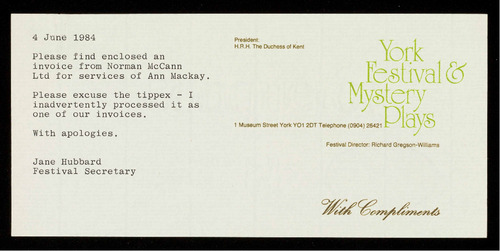 4 June 1984
Please find enclosed an
invoice from Norman McCann
Ltd for services of Ann Mackay.
Please excuse the tippex - I
inadvertently processed it as
one of our invoices.
With apologies.
Jane Hubbard
Festival Secretary
President:
H.R.H. The Duchess of Kent
York
Festival &
Mystery
Plays
1 Museum Street York YO1 2DT Telephone (0904) 26421
Festival Director: Richard Gregson-Williams
With Compliments